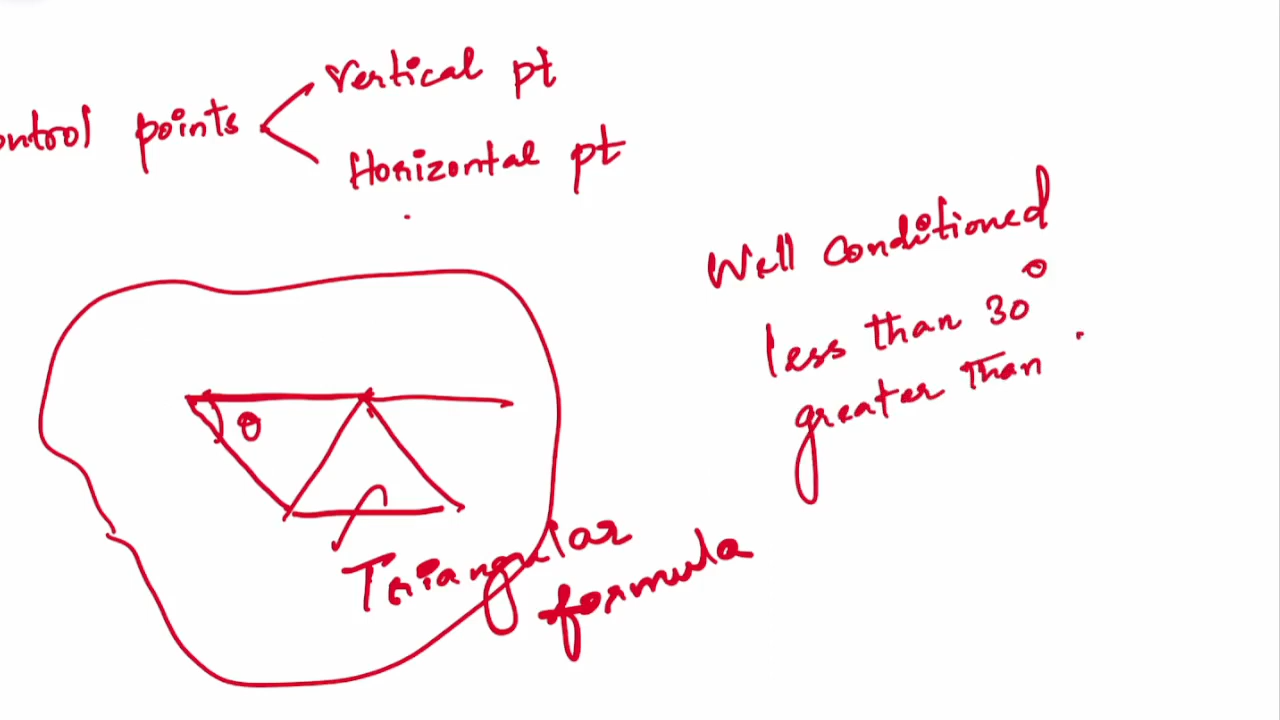 ontrol points
Vertical pt
Horizontal pt
Well Conditioned
less than 30°
greater than
θ
Triangular
formula